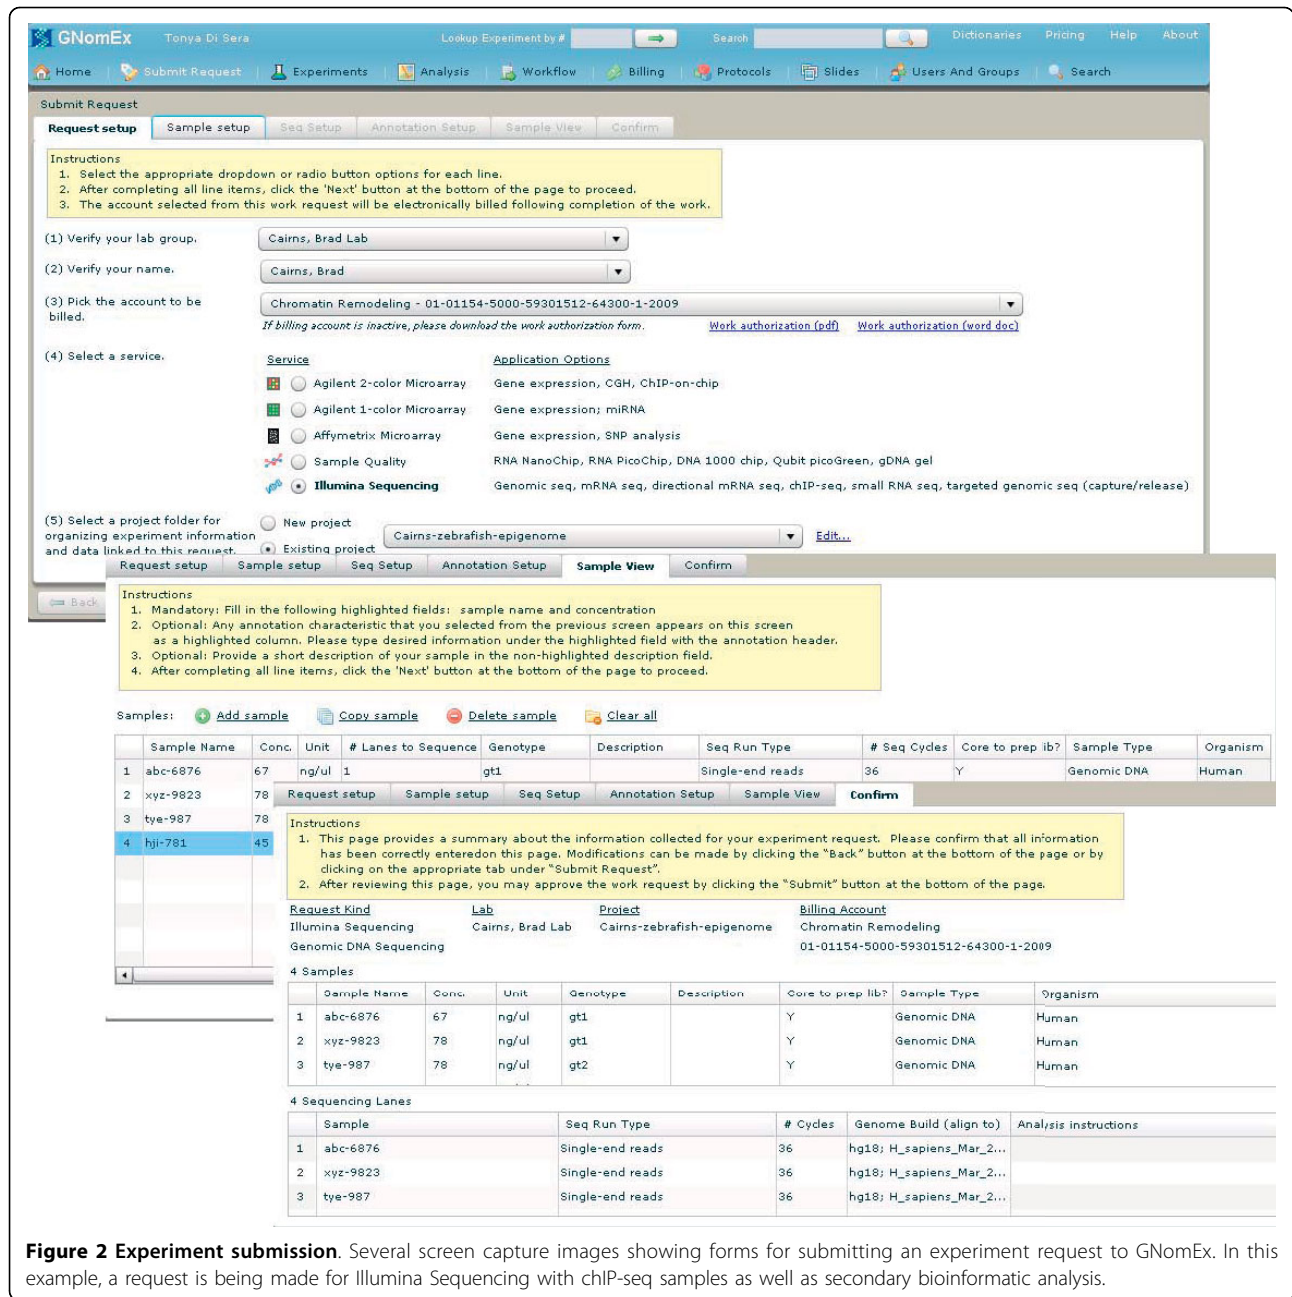 GNomEx Tonya Di Sera Lookup Experiment by # Search Dictionaries Pricing Help About
Home Submit Request Experiments Analysis Workflow Billing Protocols Slides Users And Groups Search
Submit Request
Request setup Sample setup Seq Setup Annotation Setup Sample View Confirm
Instructions
1. Select the appropriate dropdown or radio button options for each line.
2. After completing all line items, click the 'Next' button at the bottom of the page to proceed.
3. The account selected from this work request will be electronically billed following completion of the work.
(1) Verify your lab group. Cairns, Brad Lab
(2) Verify your name. Cairns, Brad
(3) Pick the account to be billed. Chromatin Remodeling - 01-01154-5000-59301512-64300-1-2009
If billing account is inactive, please download the work authorization form. Work authorization (pdf) Work authorization (word doc)
(4) Select a service. Service Application Options
Agilent 2-color Microarray Gene expression, CGH, ChIP-on-chip
Agilent 1-color Microarray Gene expression; miRNA
Affymetrix Microarray Gene expression, SNP analysis
Sample Quality RNA NanoChip, RNA PicoChip, DNA 1000 chip, Qubit picoGreen, gDNA gel
Illumina Sequencing Genomic seq, mRNA seq, directional mRNA seq, chIP-seq, small RNA seq, targeted genomic seq (capture/release)
(5) Select a project folder for New project
organizing experiment information Cairns-zebrafish-epigenome Edit...
and data linked to this request. Existing project
Back
Request setup Sample setup Seq Setup Annotation Setup Sample View Confirm
Instructions
1. Mandatory: Fill in the following highlighted fields: sample name and concentration
2. Optional: Any annotation characteristic that you selected from the previous screen appears on this screen
as a highlighted column. Please type desired information under the highlighted field with the annotation header.
3. Optional: Provide a short description of your sample in the non-highlighted description field.
4. After completing all line items, click the 'Next' button at the bottom of the page to proceed.
Samples: Add sample Copy sample Delete sample Clear all
Sample Name Conc. Unit # Lanes to Sequence Genotype Description Seq Run Type # Seq Cycles Core to prep lib? Sample Type Organism
1 abc-6876 67 ng/ul 1 gt1 Single-end reads 36 Y Genomic DNA Human
2 xyz-9823 78
3 tye-987 78
4 hji-781 45
Request setup Sample setup Seq Setup Annotation Setup Sample View Confirm
Instructions
1. This page provides a summary about the information collected for your experiment request. Please confirm that all information
has been correctly enteredon this page. Modifications can be made by clicking the "Back" button at the bottom of the page or by
clicking on the appropriate tab under "Submit Request".
2. After reviewing this page, you may approve the work request by clicking the "Submit" button at the bottom of the page.
Request Kind Lab Project Billing Account
Illumina Sequencing Cairns, Brad Lab Cairns-zebrafish-epigenome Chromatin Remodeling
Genomic DNA Sequencing 01-01154-5000-59301512-64300-1-2009
4 Samples
Sample Name Conc. Unit Genotype Description Core to prep lib? Sample Type Organism
1 abc-6876 67 ng/ul gt1 Y Genomic DNA Human
2 xyz-9823 78 ng/ul gt1 Y Genomic DNA Human
3 tye-987 78 ng/ul gt2 Y Genomic DNA Human
4 Sequencing Lanes
Sample Seq Run Type # Cycles Genome Build (align to) Analysis instructions
1 abc-6876 Single-end reads 36 hg18; H_sapiens_Mar_2...
2 xyz-9823 Single-end reads 36 hg18; H_sapiens_Mar_2...
3 tye-987 Single-end reads 36 hg18; H_sapiens_Mar_2...
Figure 2 Experiment submission. Several screen capture images showing forms for submitting an experiment request to GNomEx. In this
example, a request is being made for Illumina Sequencing with chIP-seq samples as well as secondary bioinformatic analysis.